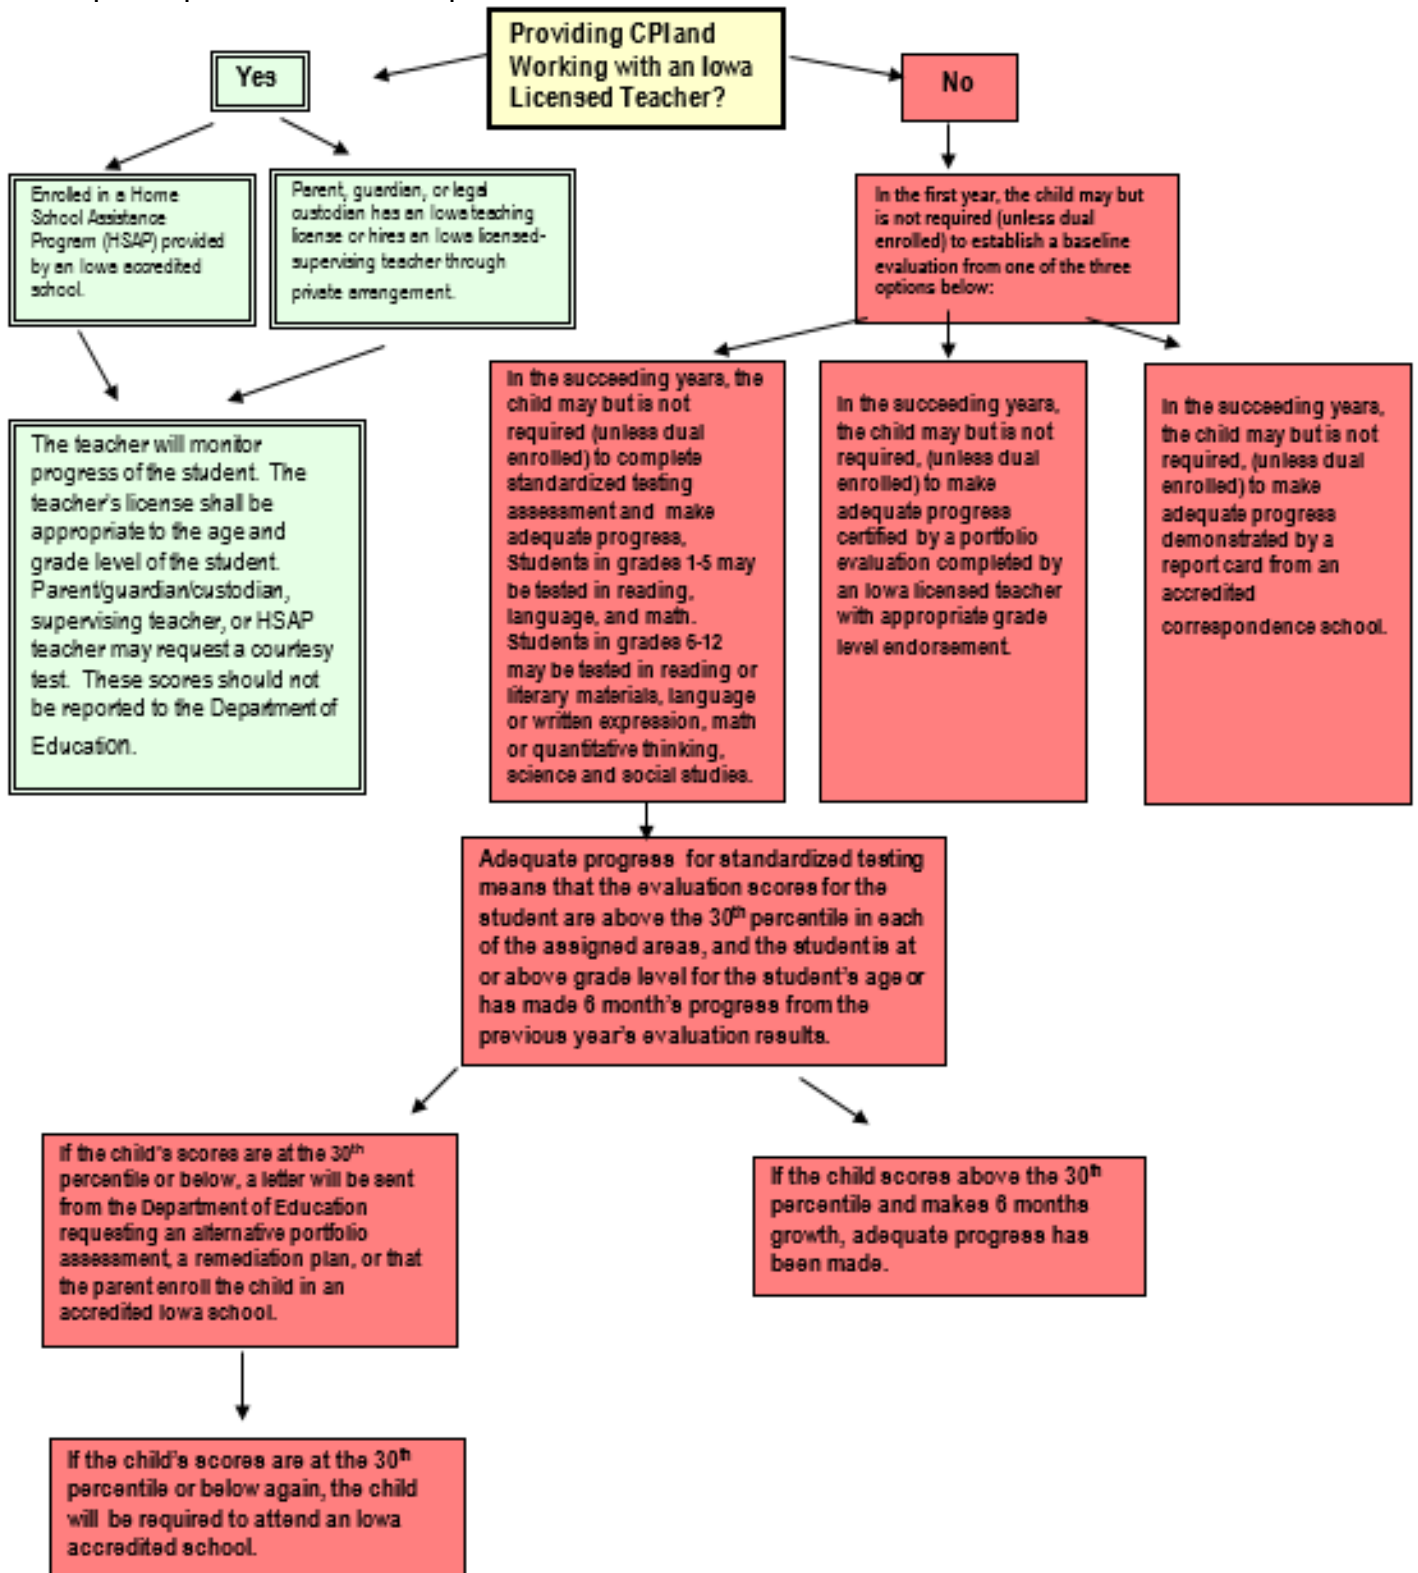 Providing CPI and
Working with an Iowa
Licensed Teacher?
Yes
No
Enrolled in a Home
School Assistance
Program (HSAP) provided
by an Iowa accredited
school.
Parent, guardian, or legal
custodian has an Iowa teaching
license or hires an Iowa licensed-
supervising teacher through
private arrangement.
In the first year, the child may but
is not required (unless dual
enrolled) to establish a baseline
evaluation from one of the three
options below:
The teacher will monitor
progress of the student. The
teacher's license shall be
appropriate to the age and
grade level of the student.
Parent/guardian/custodian,
supervising teacher, or HSAP
teacher may request a courtesy
test. These scores should not
be reported to the Department of
Education.
In the succeeding years, the
child may but is not
required (unless dual
enrolled) to complete
standardized testing
assessment and make
adequate progress,
Students in grades 1-5 may
be tested in reading,
language, and math.
Students in grades 6-12
may be tested in reading or
literary materials, language
or written expression, math
or quantitative thinking,
science and social studies.
In the succeeding years,
the child may but is not
required, (unless dual
enrolled) to make
adequate progress
certified by a portfolio
evaluation completed by
an Iowa licensed teacher
with appropriate grade
level endorsement.
In the succeeding years,
the child may but is not
required, (unless dual
enrolled) to make
adequate progress
demonstrated by a
report card from an
accredited
correspondence school.
Adequate progress for standardized testing
means that the evaluation scores for the
student are above the 30th percentile in each
of the assigned areas, and the student is at
or above grade level for the student's age or
has made 6 month's progress from the
previous year's evaluation results.
If the child's scores are at the 30th
percentile or below, a letter will be sent
from the Department of Education
requesting an alternative portfolio
assessment, a remediation plan, or that
the parent enroll the child in an
accredited Iowa school.
If the child scores above the 30th
percentile and makes 6 months
growth, adequate progress has
been made.
If the child's scores are at the 30th
percentile or below again, the child
will be required to attend an Iowa
accredited school.